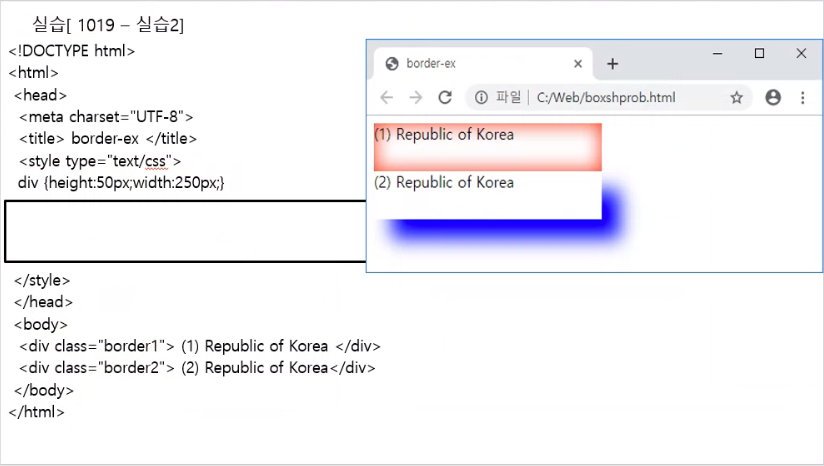 실습[ 1019 – 실습2]
<!DOCTYPE html>
<html>
<head>
<meta charset="UTF-8">
<title> border-ex </title>
<style type="text/css">
div {height:50px;width:250px;}
</style>
</head>
<body>
<div class="border1"> (1) Republic of Korea </div>
<div class="border2"> (2) Republic of Korea</div>
</body>
</html>
border-ex
파일 | C:/Web/boxshprob.html
(1) Republic of Korea
(2) Republic of Korea